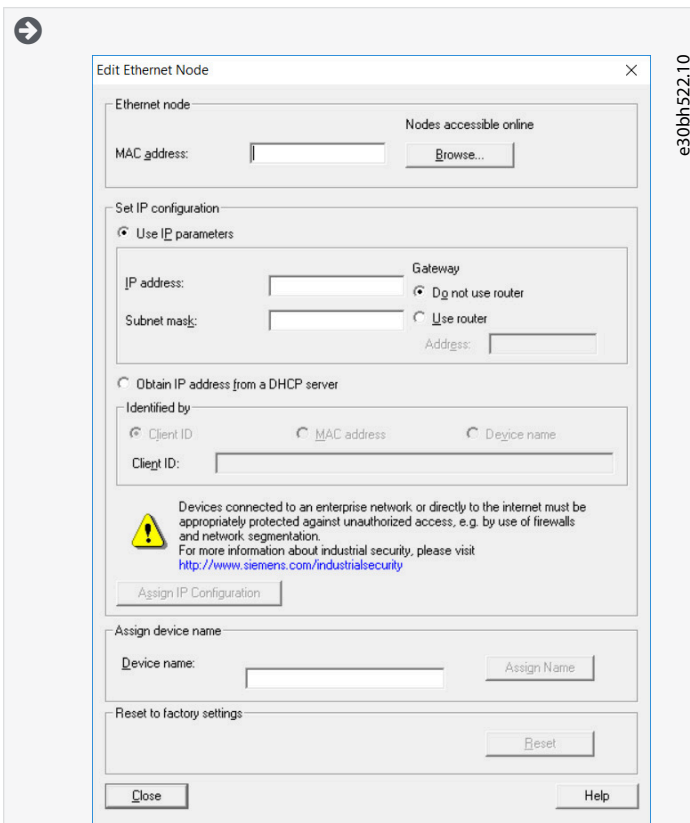 Edit Ethernet Node
Ethernet node
Nodes accessible online
MAC address:
Browse...
Set IP configuration
Use IP parameters
Gateway
IP address:
Do not use router
Subnet mask:
Use router
Address:
Obtain IP address from a DHCP server
Identified by
Client ID
MAC address
Device name
Client ID:
Devices connected to an enterprise network or directly to the internet must be
appropriately protected against unauthorized access, e.g. by use of firewalls
and network segmentation.
For more information about industrial security, please visit
http://www.siemens.com/industrialsecurity
Assign IP Configuration
Assign device name
Device name:
Assign Name
Reset to factory settings
Reset
Close
Help
e30bh522.10